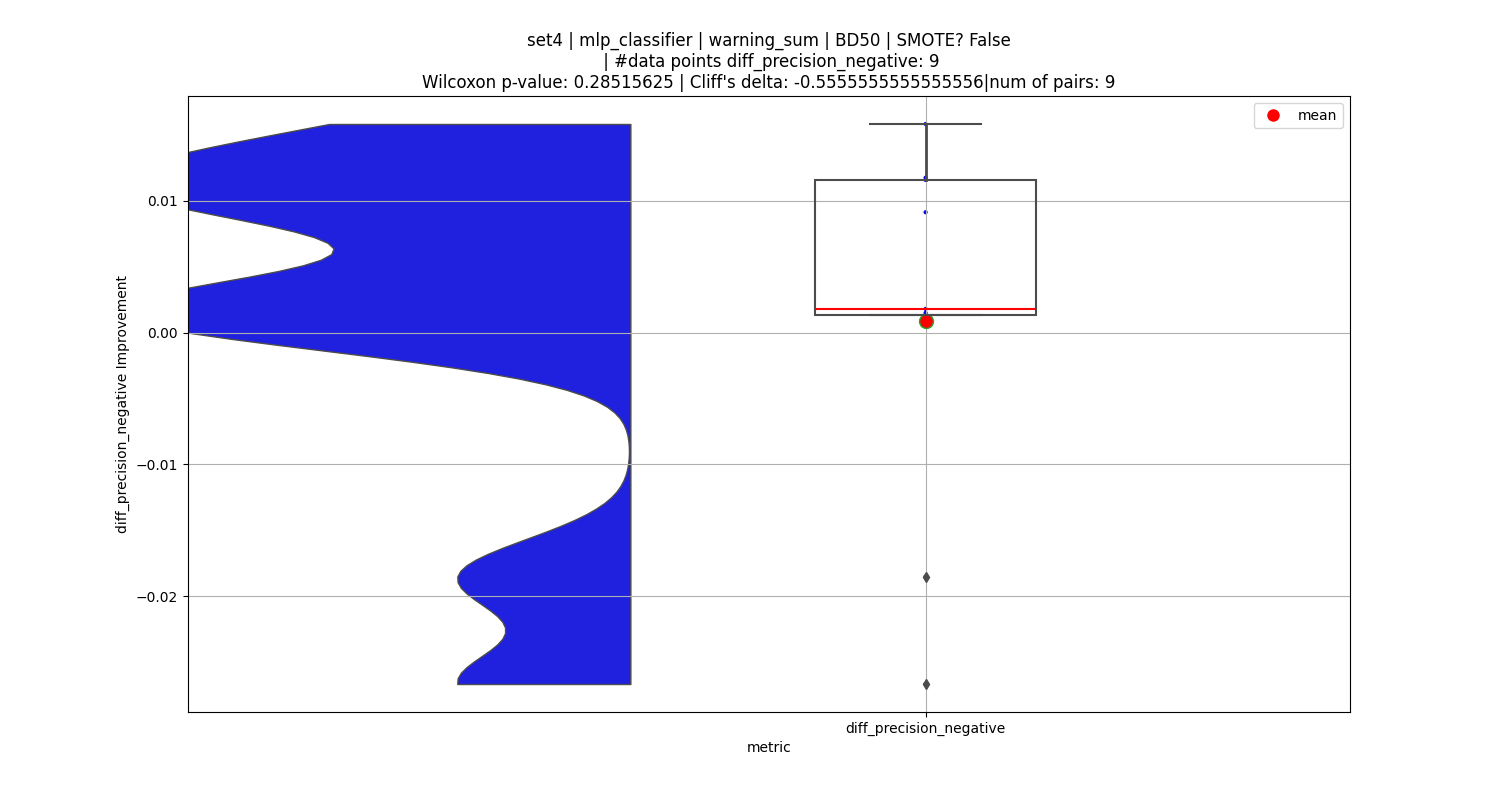 set4 | mlp_classifier | warning_sum | BD50 | SMOTE? False
| #data points diff_precision_negative: 9
Wilcoxon p-value: 0.28515625 | Cliff's delta: -0.5555555555555556|num of pairs: 9
mean
0.01
0.00
−0.01
−0.02
diff_precision_negative Improvement
diff_precision_negative
metric